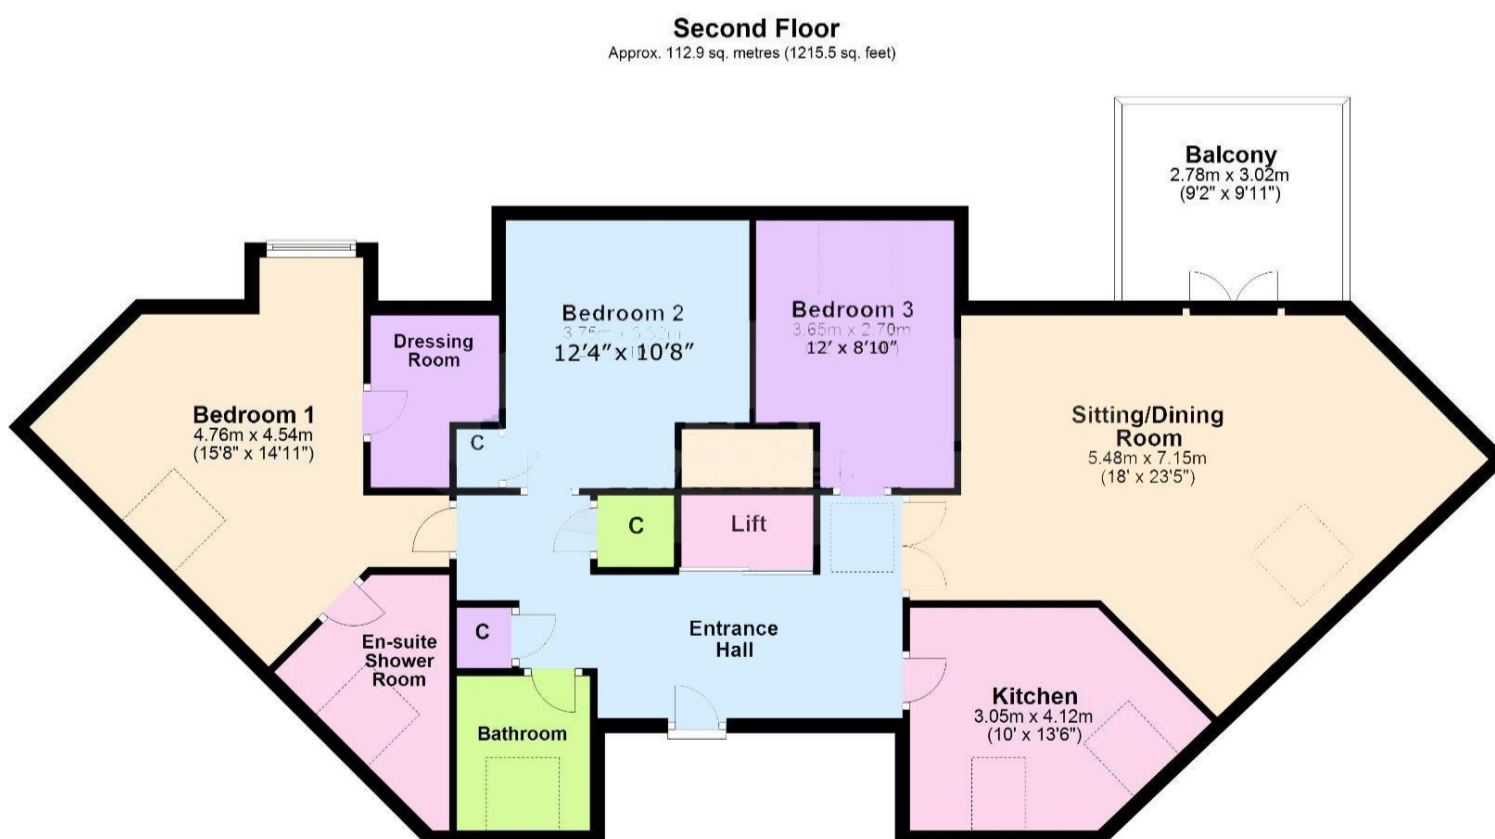 Second Floor
Approx. 112.9 sq. metres (1215.5 sq. feet)
Balcony
2.78m x 3.02m
(9'2" x 9'11")
Bedroom 2
12'4" x 10'8"
Bedroom 3
3.65m x 2.70m
12' x 8'10"
Dressing
Room
Bedroom 1
4.76m x 4.54m
(15'8" x 14'11")
Sitting/Dining
Room
5.48m x 7.15m
(18' x 23'5")
C
C
Lift
C
Entrance
Hall
En-suite
Shower
Room
Kitchen
3.05m x 4.12m
(10' x 13'6")
Bathroom